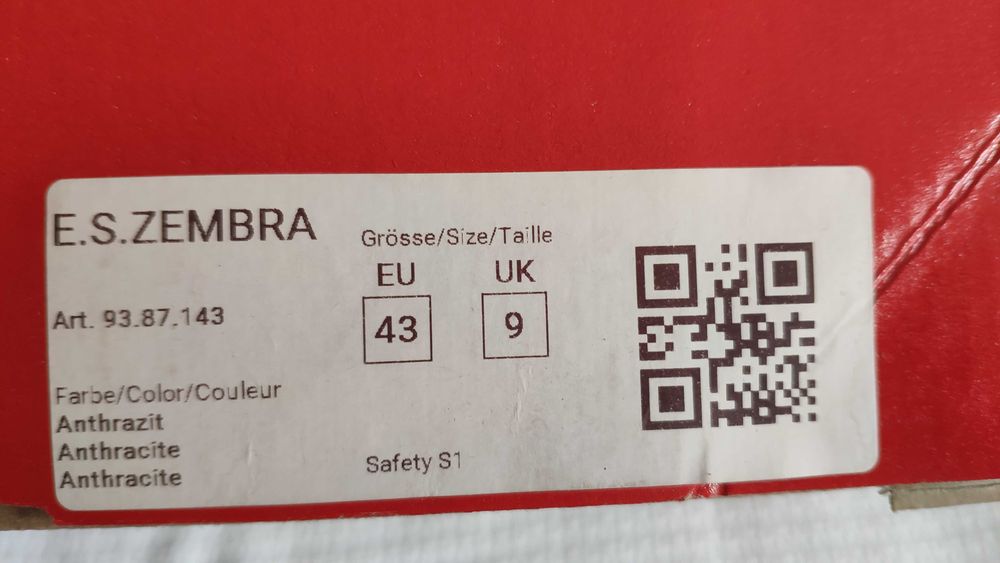 E.S.ZEMBRA
Art. 93.87.143
Farbe/Color/Couleur
Anthrazit
Anthracite
Anthracite
Grösse/Size/Taille
EU UK
43 9
Safety S1